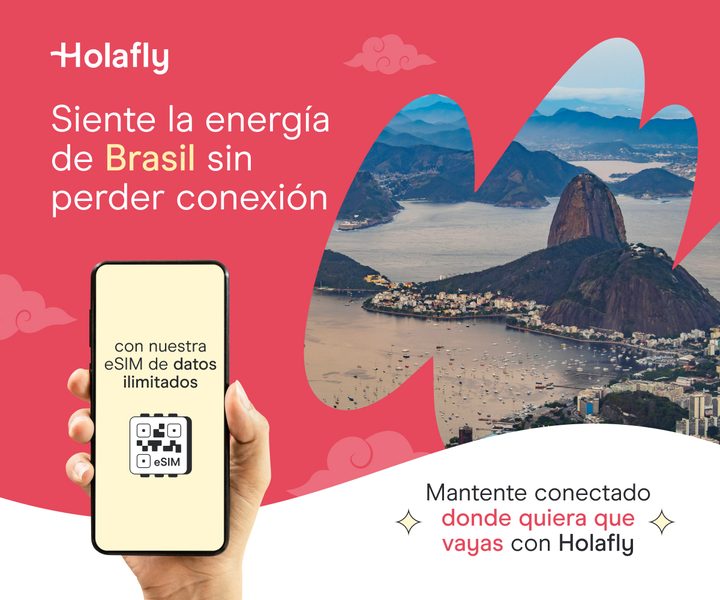 Holafly
Siente la energía
de Brasil sin
perder conexión
con nuestra
eSIM de datos
ilimitados
eSIM
Mantente conectado
donde quiera que
vayas con Holafly